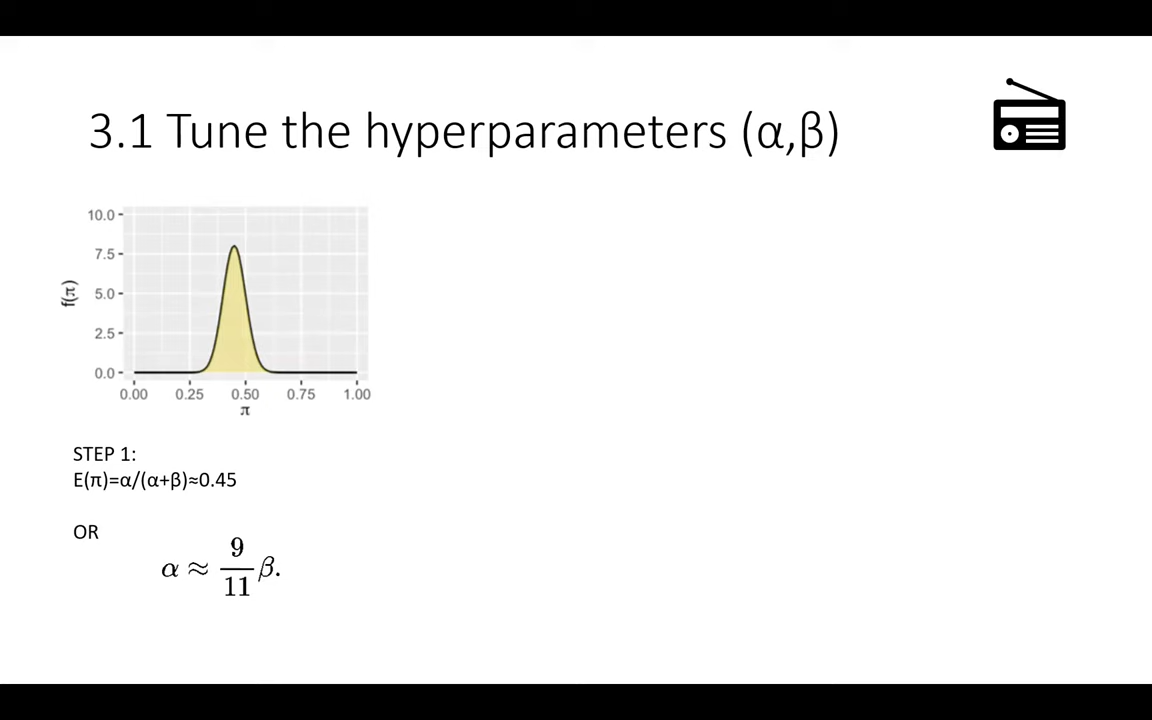 3.1 Tune the hyperparameters (α,β)
10.0
7.5
5.0
2.5
0.0
f(π)
0.00 0.25 0.50 0.75 1.00
π
STEP 1:
E(π)=α/(α+β)≈0.45
OR
α ≈ 9/11 β.